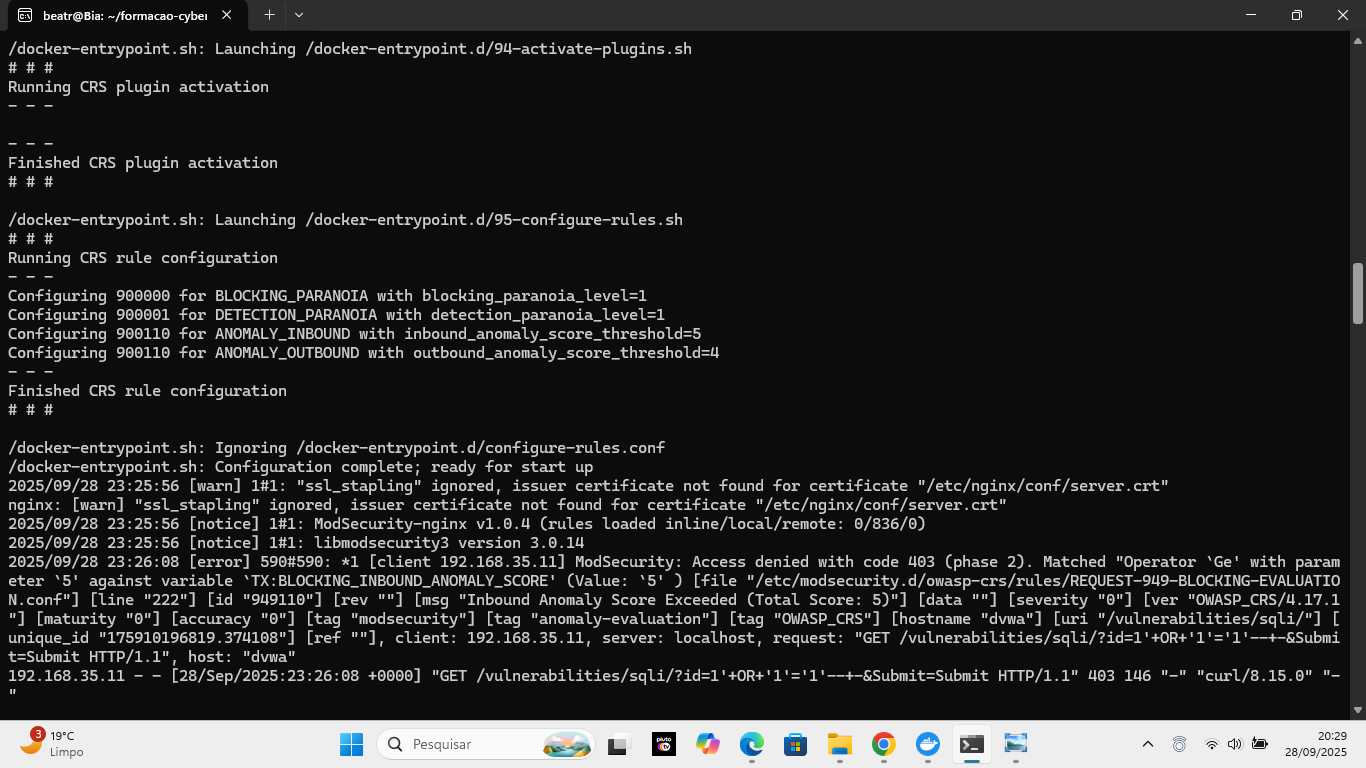 beatr@Bia: ~/formacao-cyber
/docker-entrypoint.sh: Launching /docker-entrypoint.d/94-activate-plugins.sh
# # #
Running CRS plugin activation
- - -
- - -
Finished CRS plugin activation
# # #
/docker-entrypoint.sh: Launching /docker-entrypoint.d/95-configure-rules.sh
# # #
Running CRS rule configuration
- - -
Configuring 900000 for BLOCKING_PARANOIA with blocking_paranoia_level=1
Configuring 900001 for DETECTION_PARANOIA with detection_paranoia_level=1
Configuring 900110 for ANOMALY_INBOUND with inbound_anomaly_score_threshold=5
Configuring 900110 for ANOMALY_OUTBOUND with outbound_anomaly_score_threshold=4
- - -
Finished CRS rule configuration
# # #
/docker-entrypoint.sh: Ignoring /docker-entrypoint.d/configure-rules.conf
/docker-entrypoint.sh: Configuration complete; ready for start up
2025/09/28 23:25:56 [warn] 1#1: "ssl_stapling" ignored, issuer certificate not found for certificate "/etc/nginx/conf/server.crt"
nginx: [warn] "ssl_stapling" ignored, issuer certificate not found for certificate "/etc/nginx/conf/server.crt"
2025/09/28 23:25:56 [notice] 1#1: ModSecurity-nginx v1.0.4 (rules loaded inline/local/remote: 0/836/0)
2025/09/28 23:25:56 [notice] 1#1: libmodsecurity3 version 3.0.14
2025/09/28 23:26:08 [error] 590#590: *1 [client 192.168.35.11] ModSecurity: Access denied with code 403 (phase 2). Matched "Operator `Ge' with param
eter `5' against variable `TX:BLOCKING_INBOUND_ANOMALY_SCORE' (Value: `5' ) [file "/etc/modsecurity.d/owasp-crs/rules/REQUEST-949-BLOCKING-EVALUATIO
N.conf"] [line "222"] [id "949110"] [rev ""] [msg "Inbound Anomaly Score Exceeded (Total Score: 5)"] [data ""] [severity "0"] [ver "OWASP_CRS/4.17.1
"] [maturity "0"] [accuracy "0"] [tag "modsecurity"] [tag "anomaly-evaluation"] [tag "OWASP_CRS"] [hostname "dvwa"] [uri "/vulnerabilities/sqli/"] [
unique_id "175910196819.374108"] [ref ""], client: 192.168.35.11, server: localhost, request: "GET /vulnerabilities/sqli/?id=1'+OR+'1'='1'--+-&Submi
t=Submit HTTP/1.1", host: "dvwa"
192.168.35.11 - - [28/Sep/2025:23:26:08 +0000] "GET /vulnerabilities/sqli/?id=1'+OR+'1'='1'--+-&Submit=Submit HTTP/1.1" 403 146 "-" "curl/8.15.0" "-
"
3
19°C
Limpo
Pesquisar
pluto tv
20:29
28/09/2025